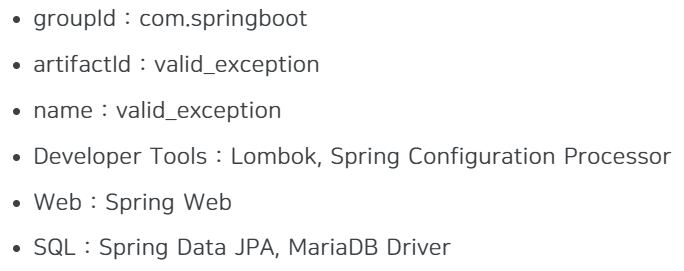 • groupId : com.springboot
• artifactId : valid_exception
• name : valid_exception
• Developer Tools : Lombok, Spring Configuration Processor
• Web : Spring Web
• SQL : Spring Data JPA, MariaDB Driver